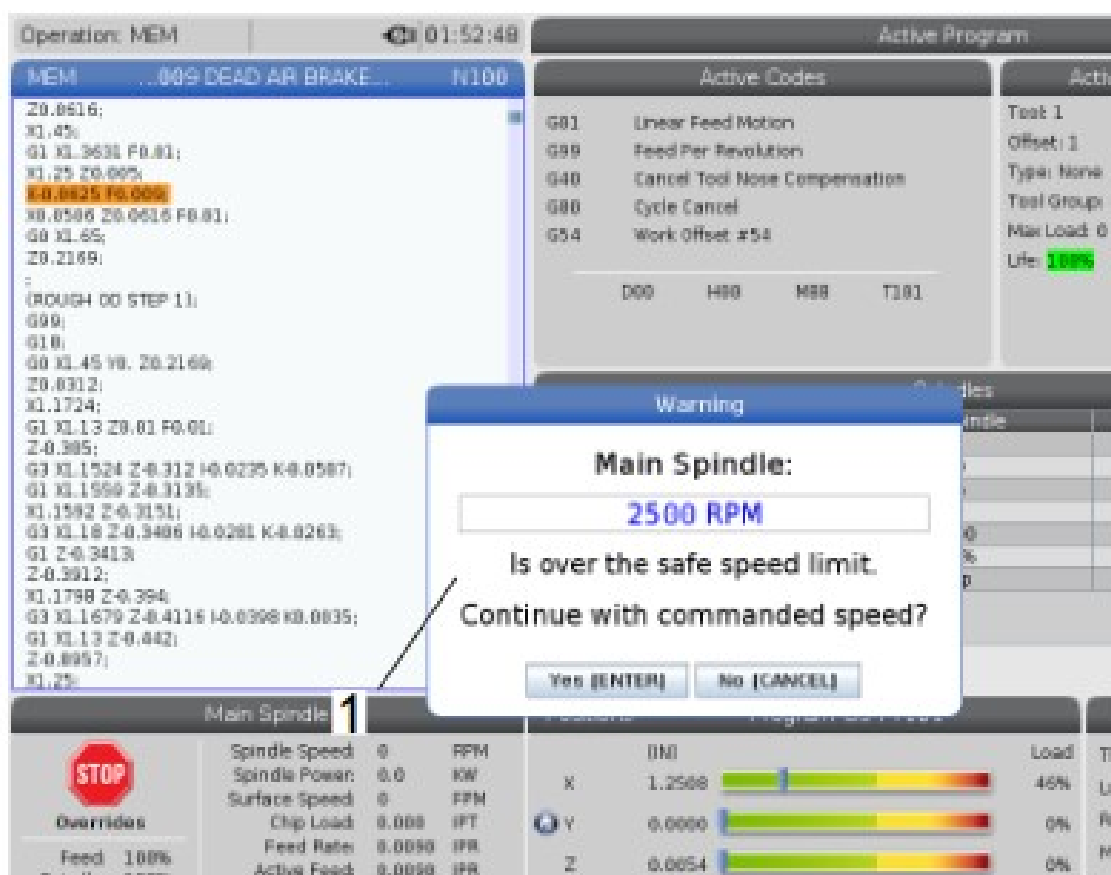 Operation: MEM 01:52:48
MEM ...009 DEAD AIR BRAKE... N100
Z0.0616;
X1.45;
G1 X1.3631 F0.01;
X1.25 Z0.005;
X-0.0625 F0.009;
X0.0506 Z0.0616 F0.01;
G0 X1.65;
Z0.2169;
;
(ROUGH OD STEP 1);
G99;
G18;
G0 X1.45 Y0. Z0.2169;
Z0.0312;
X1.1724;
G1 X1.13 Z0.01 F0.01;
Z-0.305;
G3 X1.1524 Z-0.312 I-0.0235 K-0.0507;
G1 X1.1550 Z-0.3135;
X1.1592 Z-0.3151;
G3 X1.18 Z-0.3406 I-0.0201 K-0.0263;
G1 Z-0.3413;
Z-0.3912;
X1.1798 Z-0.394;
G3 X1.1679 Z-0.4116 I-0.0398 K0.0035;
G1 X1.13 Z-0.442;
Z-0.8957;
X1.25;
Active Program
Active Codes
G01 Linear Feed Motion
G99 Feed Per Revolution
G40 Cancel Tool Nose Compensation
G80 Cycle Cancel
G54 Work Offset #54
D00 H00 M00 T101
Tool: 1
Offset: 1
Type: None
Tool Group:
Max Load: 0
Life: 100%
Warning
Main Spindle:
2500 RPM
Is over the safe speed limit.
Continue with commanded speed?
Yes [ENTER] No [CANCEL]
1
Main Spindle
STOP
Overrides
Feed: 100%
Spindle Speed: 0 RPM
Spindle Power: 0.0 KW
Surface Speed: 0 FPM
Chip Load: 0.000 IPT
Feed Rate: 0.0090 IPR
Active Feed: 0.0090 IPR
(IN) Load
X 1.2508 46%
Y 0.0000 0%
Z 0.0054 0%